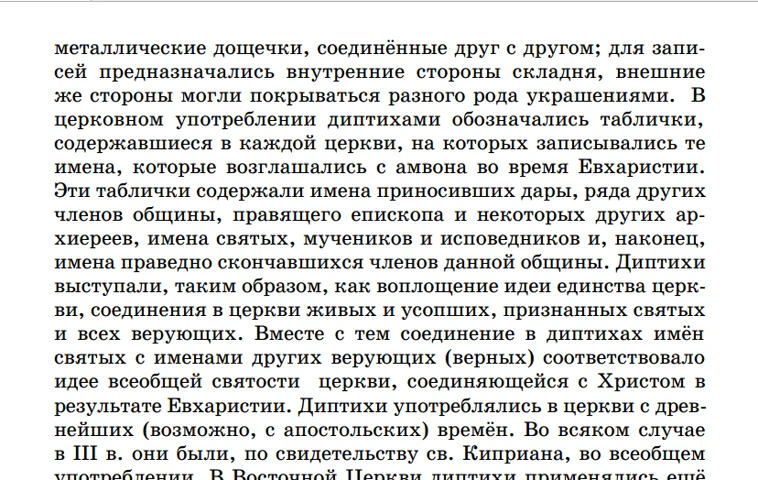 металлические дощечки, соединённые друг с другом; для запи-
сей предназначались внутренние стороны складня, внешние
же стороны могли покрываться разного рода украшениями. В
церковном употреблении диптихами обозначались таблички,
содержавшиеся в каждой церкви, на которых записывались те
имена, которые возглашались с амвона во время Евхаристии.
Эти таблички содержали имена приносивших дары, ряда других
членов общины, правящего епископа и некоторых других ар-
хиереев, имена святых, мучеников и исповедников и, наконец,
имена праведно скончавшихся членов данной общины. Диптихи
выступали, таким образом, как воплощение идеи единства церк-
ви, соединения в церкви живых и усопших, признанных святых
и всех верующих. Вместе с тем соединение в диптихах имён
святых с именами других верующих (верных) соответствовало
идее всеобщей святости церкви, соединяющейся с Христом в
результате Евхаристии. Диптихи употреблялись в церкви с древ-
нейших (возможно, с апостольских) времён. Во всяком случае
в III в. они были, по свидетельству св. Киприана, во всеобщем
употреблении. В Восточной Церкви диптихи применялись ещё